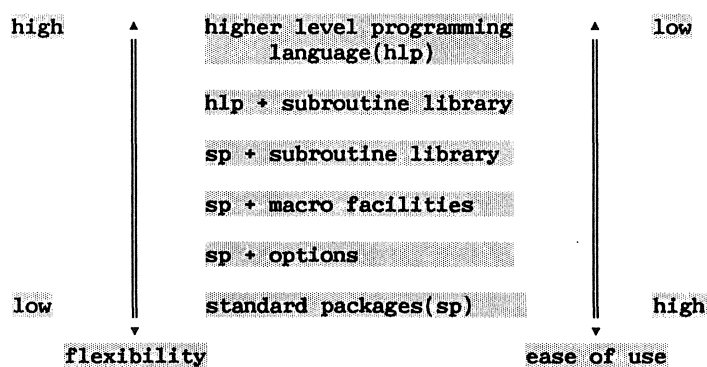 high higher level programming low
language(hlp)
hlp + subroutine library
sp + subroutine library
sp + macro facilities
sp + options
low standard packages(sp) high
flexibility ease of use